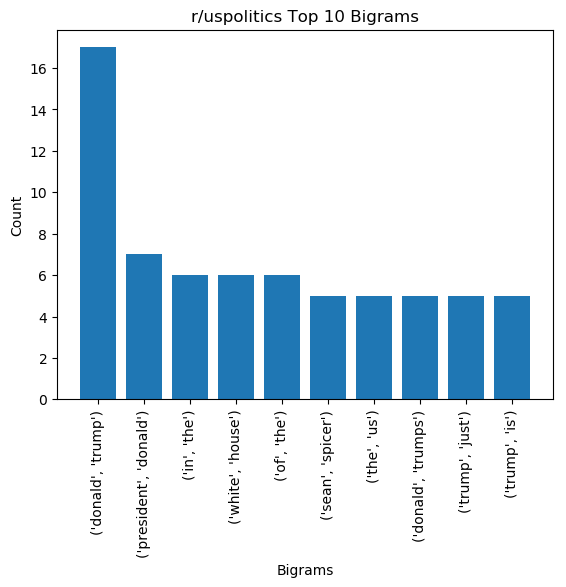 r/uspolitics Top 10 Bigrams
Count
16
14
12
10
8
6
4
2
0
('donald', 'trump')
('president', 'donald')
('in', 'the')
('white', 'house')
('of', 'the')
('sean', 'spicer')
('the', 'us')
('donald', 'trumps')
('trump', 'just')
('trump', 'is')
Bigrams